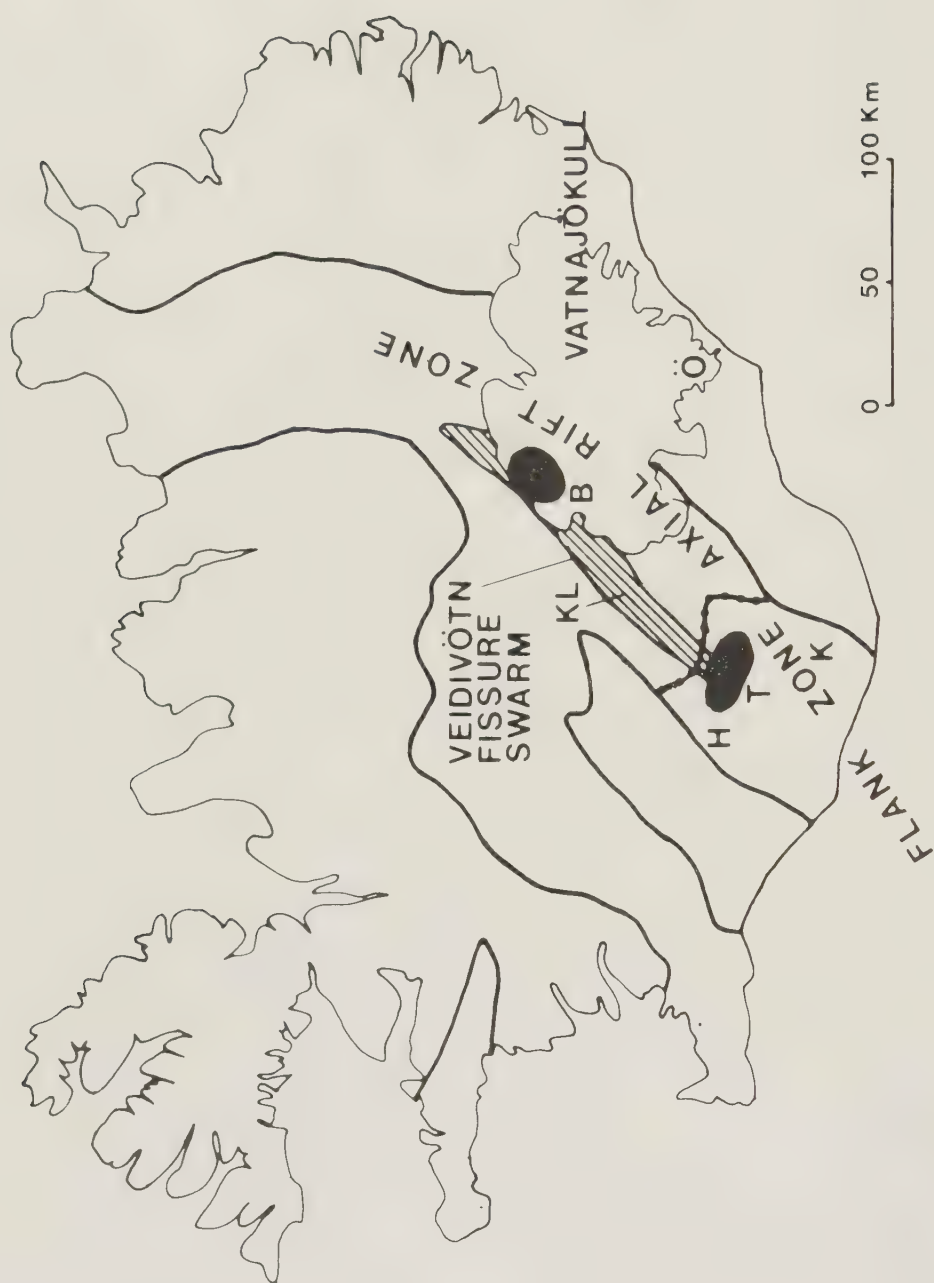 VEIDIVÖTN
FISSURE
SWARM
ZONE
RIFT
AXIAL
VATNAJÖKULL
B
KL
Ö
H
T
K
ZONE
FLANK
0 50 100 Km